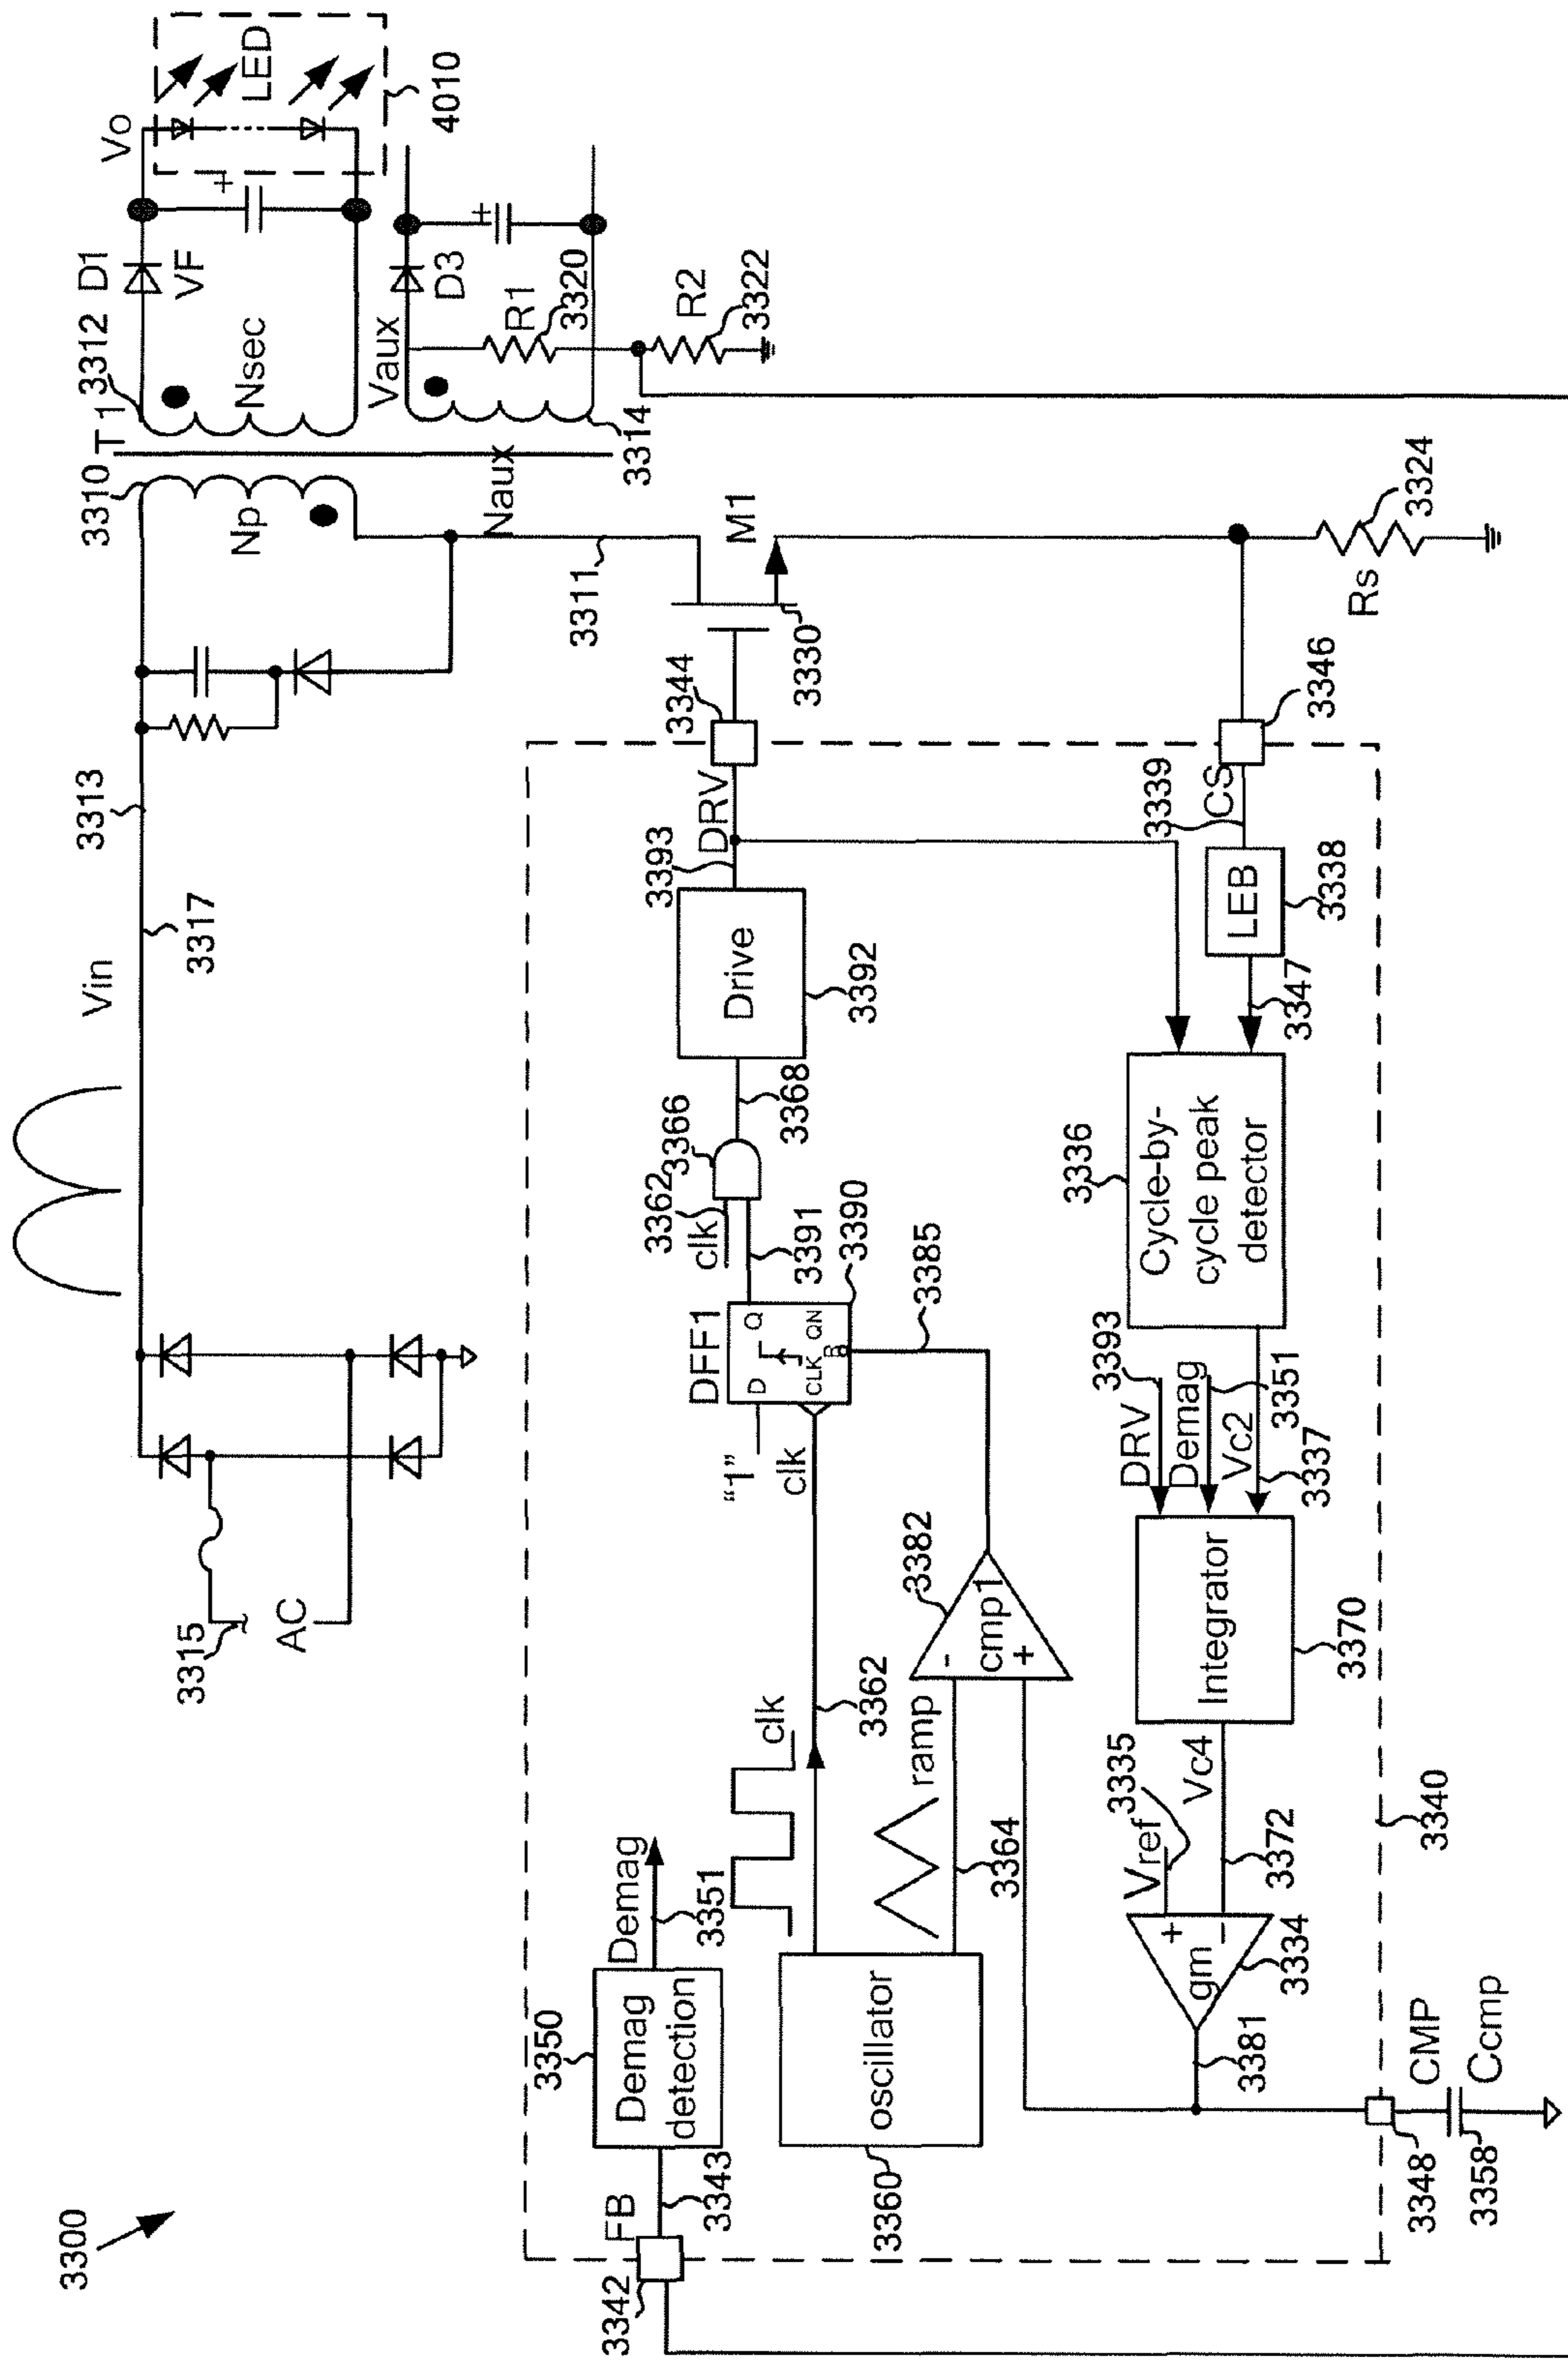 3300
3315
AC
Vin
3317
3313
3310
T1
3312
D1
VF
Vo
LED
4010
Np
Nsec
Vaux
D3
Naux
3314
R1
3320
R2
3322
3311
M1
3330
3344
DRV
3393
Drive
3392
3368
3366
3362
clk
3391
DFF1
D
Q
CLK
QN
R
3390
"1"
clk
3385
3350
Demag
detection
Demag
3351
FB
3343
3342
clk
3362
oscillator
3360
ramp
3364
3382
cmp1
-
+
3336
Cycle-by-
cycle peak
detector
LEB
3338
3347
3339
CS
3346
Rs
3324
DRV
3393
Demag
3351
Vc2
3337
Integrator
3370
Vc4
3372
Vref
3335
+
gm
-
3334
3381
3340
3348
CMP
3358
Ccmp
+
+